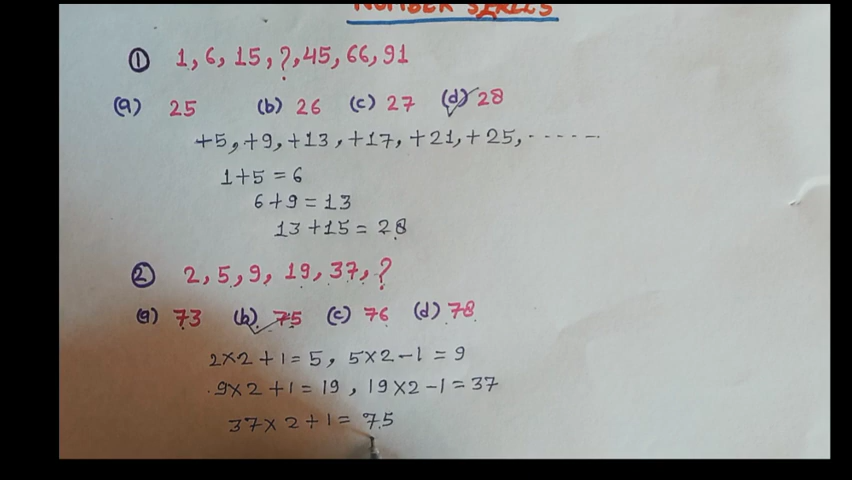 NUMBER SERIES
① 1, 6, 15, ?, 45, 66, 91
(a) 25 (b) 26 (c) 27 (d) 28
+5, +9, +13, +17, +21, +25, ------
1+5 = 6
6+9 = 13
13+15 = 28
② 2, 5, 9, 19, 37, ?
(a) 73 (b) 75 (c) 76 (d) 78
2×2+1=5, 5×2-1=9
9×2+1=19, 19×2-1=37
37×2+1=75